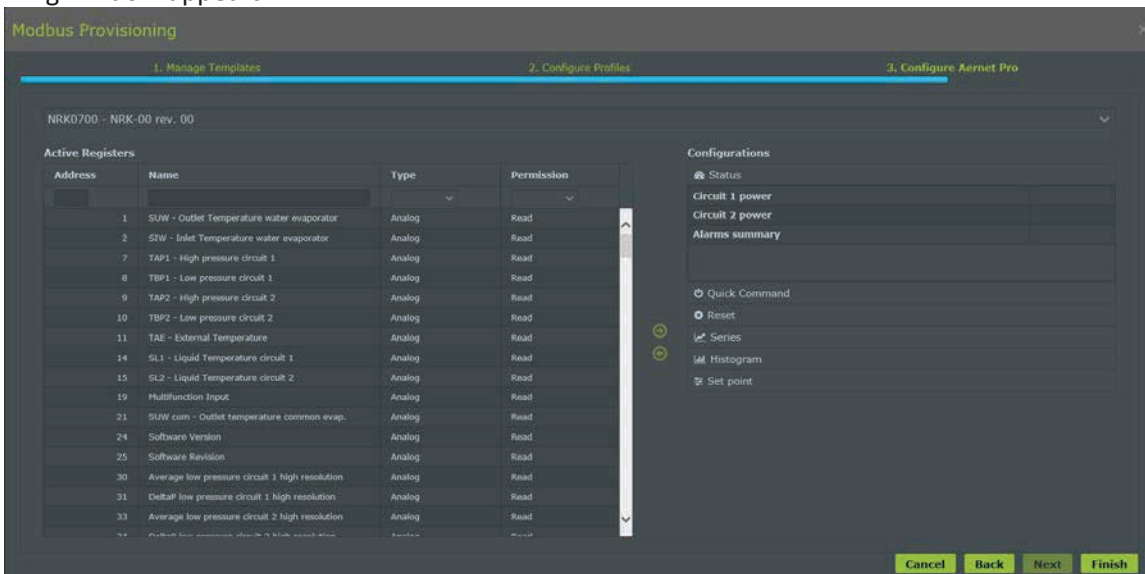 Modbus Provisioning
1. Manage Templates 2. Configure Profiles 3. Configure Aernet Pro
NRK0700 - NRK-00 rev. 00
Active Registers
Address Name Type Permission
1 SUW - Outlet Temperature water evaporator Analog Read
2 SIW - Inlet Temperature water evaporator Analog Read
7 TAP1 - High pressure circuit 1 Analog Read
8 TBP1 - Low pressure circuit 1 Analog Read
9 TAP2 - High pressure circuit 2 Analog Read
10 TBP2 - Low pressure circuit 2 Analog Read
11 TAE - External Temperature Analog Read
14 SL1 - Liquid Temperature circuit 1 Analog Read
15 SL2 - Liquid Temperature circuit 2 Analog Read
19 Multifunction Input Analog Read
21 SUW com - Outlet temperature common evap. Analog Read
24 Software Version Analog Read
25 Software Revision Analog Read
30 Average low pressure circuit 1 high resolution Analog Read
31 DeltaP low pressure circuit 1 high resolution Analog Read
33 Average low pressure circuit 2 high resolution Analog Read
Configurations
Status
Circuit 1 power
Circuit 2 power
Alarms summary
Quick Command
Reset
Series
Histogram
Set point
Cancel Back Next Finish